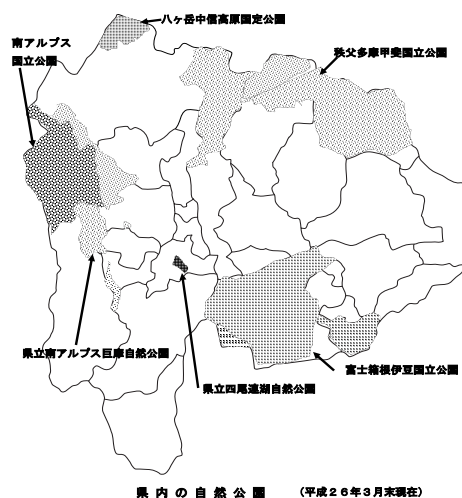 八ヶ岳中信高原国定公園
南アルプス
国立公園
秩父多摩甲斐国立公園
県立南アルプス巨摩自然公園
富士箱根伊豆国立公園
県立四尾連湖自然公園
県内の自然公園 (平成26年3月末現在)